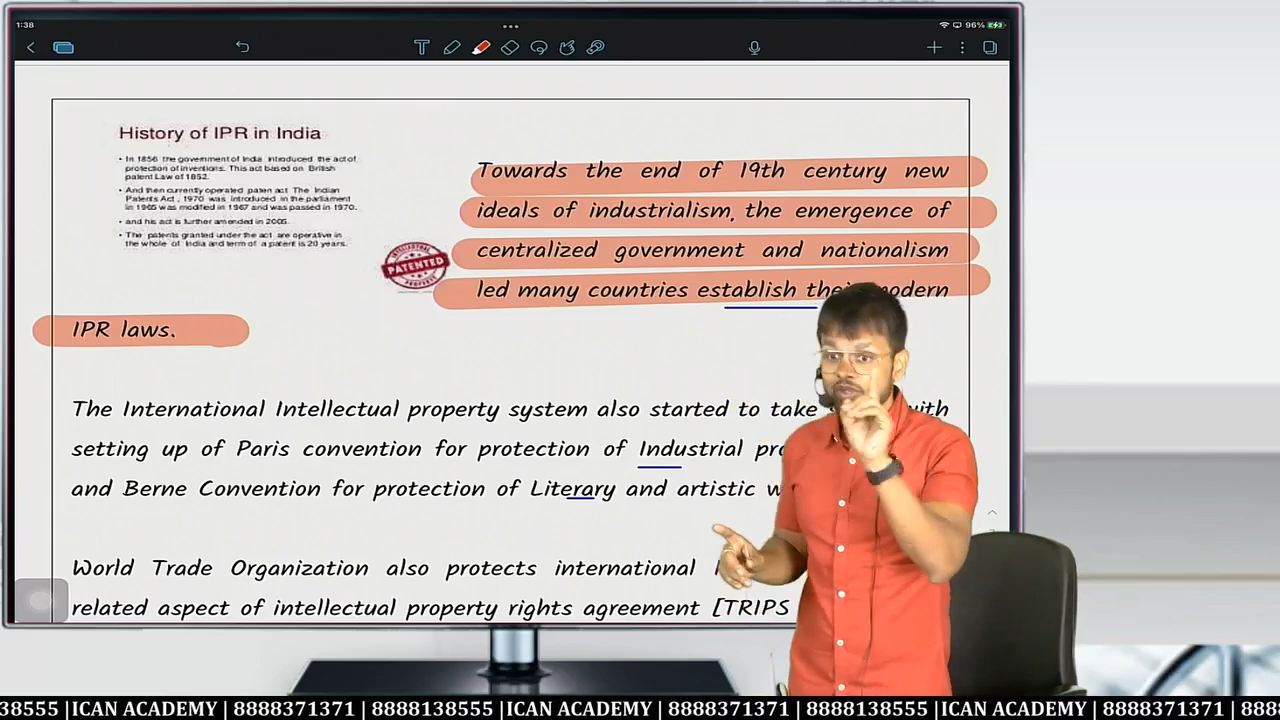 1:38
96%
History of IPR in India
• In 1856 the government of India introduced the act of
protection of inventions. This act based on British
patent Law of 1852.
• And then currently operated paten act The Indian
Patents Act , 1970 was introduced in the parliament
in 1965 was modified in 1967 and was passed in 1970.
• and his act is further amended in 2005.
• The patents granted under the act are operative in
the whole of India and term of a patent is 20 years.
PATENTED
Towards the end of 19th century new
ideals of industrialism, the emergence of
centralized government and nationalism
led many countries establish their modern
IPR laws.
The International Intellectual property system also started to take with
setting up of Paris convention for protection of Industrial
and Berne Convention for protection of Literary and artistic
World Trade Organization also protects international
related aspect of intellectual property rights agreement [TRIPS
38555 | ICAN ACADEMY | 8888371371 | 8888138555 | ICAN ACADEMY | 8888371371 | 8888138555 | ICAN ACADEMY | 8888371371 | 888